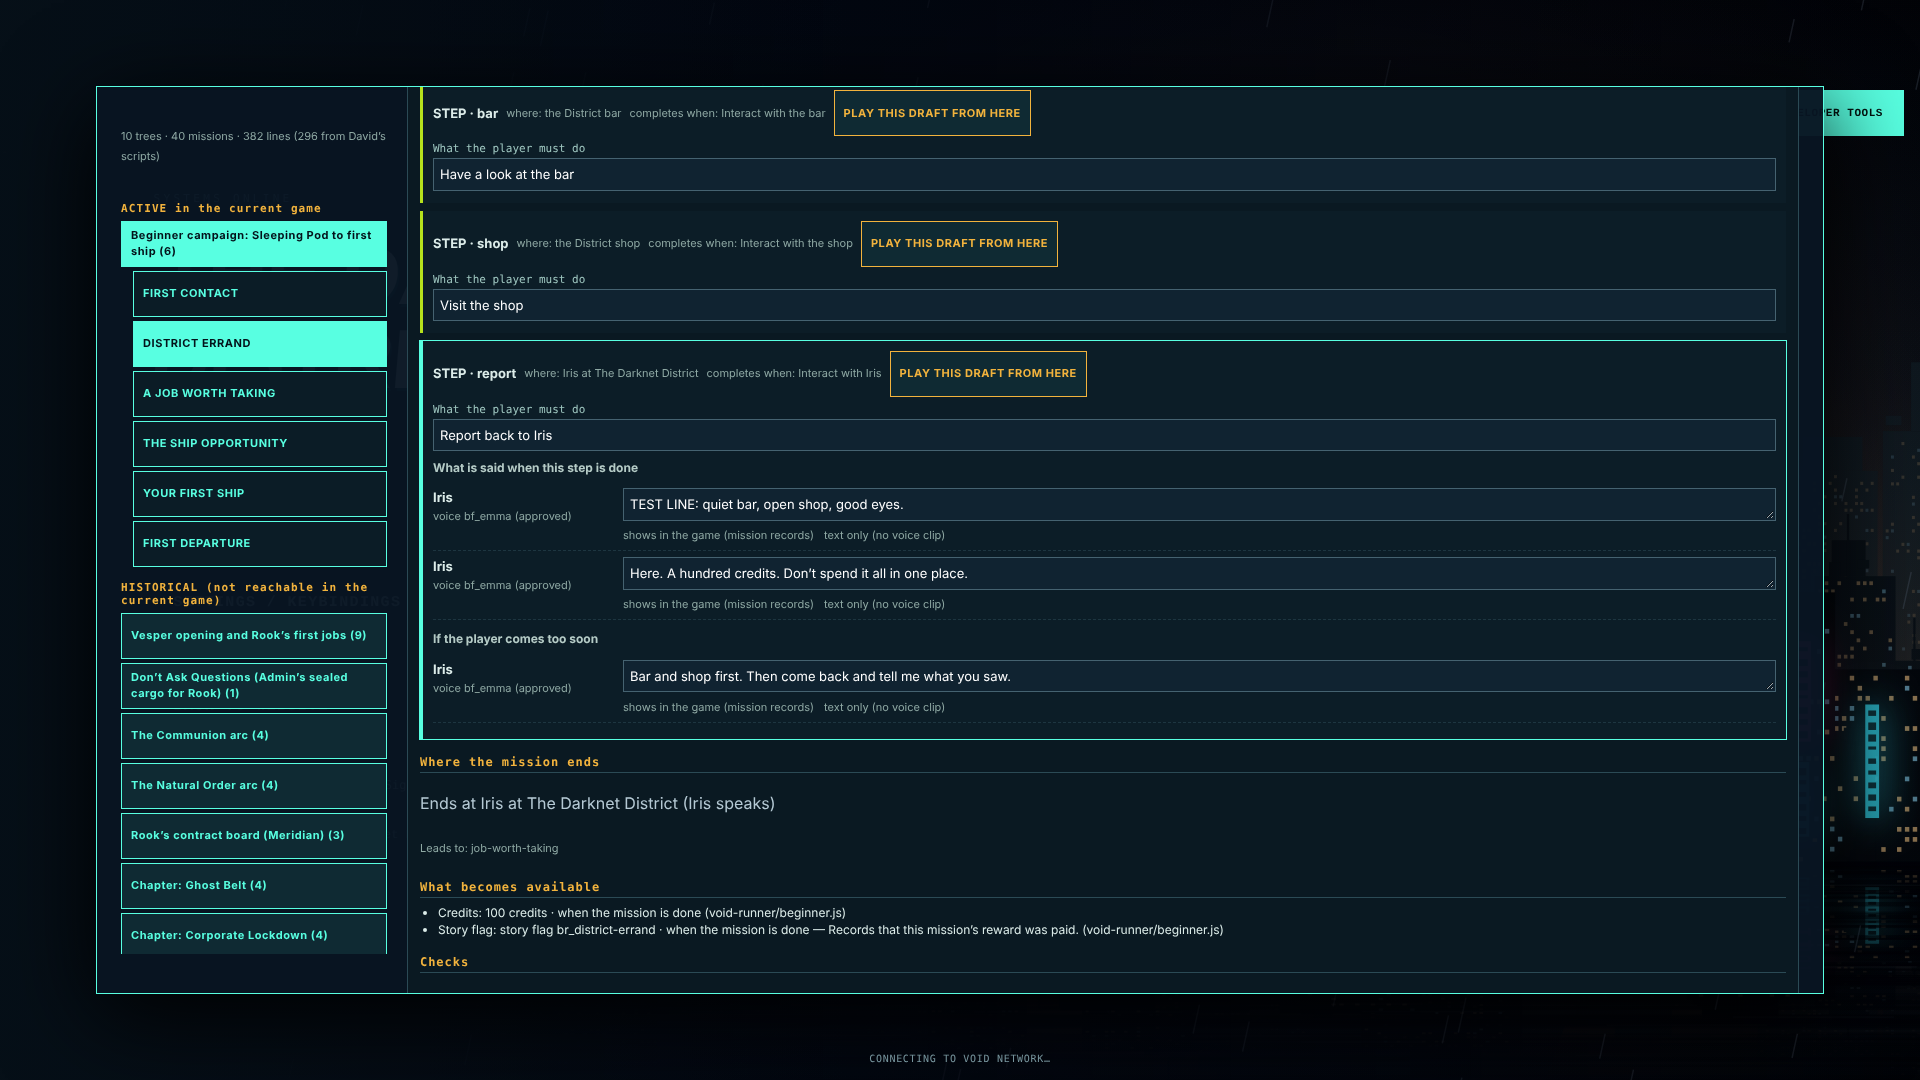 10 trees · 40 missions · 382 lines (296 from David's
scripts)
ACTIVE in the current game
Beginner campaign: Sleeping Pod to first
ship (6)
FIRST CONTACT
DISTRICT ERRAND
A JOB WORTH TAKING
THE SHIP OPPORTUNITY
YOUR FIRST SHIP
FIRST DEPARTURE
HISTORICAL (not reachable in the
current game)
Vesper opening and Rook's first jobs (9)
Don't Ask Questions (Admin's sealed
cargo for Rook) (1)
The Communion arc (4)
The Natural Order arc (4)
Rook's contract board (Meridian) (3)
Chapter: Ghost Belt (4)
Chapter: Corporate Lockdown (4)
STEP · bar where: the District bar completes when: Interact with the bar PLAY THIS DRAFT FROM HERE
What the player must do
Have a look at the bar
STEP · shop where: the District shop completes when: Interact with the shop PLAY THIS DRAFT FROM HERE
What the player must do
Visit the shop
STEP · report where: Iris at The Darknet District completes when: Interact with Iris PLAY THIS DRAFT FROM HERE
What the player must do
Report back to Iris
What is said when this step is done
Iris
voice bf_emma (approved)
TEST LINE: quiet bar, open shop, good eyes.
shows in the game (mission records) text only (no voice clip)
Iris
voice bf_emma (approved)
Here. A hundred credits. Don't spend it all in one place.
shows in the game (mission records) text only (no voice clip)
If the player comes too soon
Iris
voice bf_emma (approved)
Bar and shop first. Then come back and tell me what you saw.
shows in the game (mission records) text only (no voice clip)
Where the mission ends
Ends at Iris at The Darknet District (Iris speaks)
Leads to: job-worth-taking
What becomes available
• Credits: 100 credits · when the mission is done (void-runner/beginner.js)
• Story flag: story flag br_district-errand · when the mission is done — Records that this mission's reward was paid. (void-runner/beginner.js)
Checks
TOOLS
CONNECTING TO VOID NETWORK…